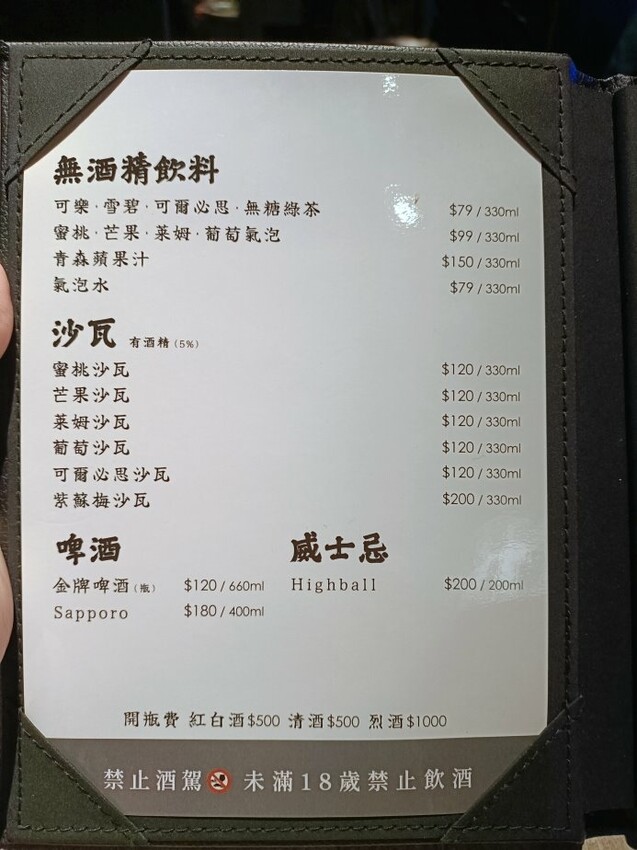 無酒精飲料
可樂·雪碧·可爾必思·無糖綠茶 $79 / 330ml
蜜桃·芒果·萊姆·葡萄氣泡 $99 / 330ml
青森蘋果汁 $150 / 330ml
氣泡水 $79 / 330ml
沙瓦 有酒精 (5%)
蜜桃沙瓦 $120 / 330ml
芒果沙瓦 $120 / 330ml
萊姆沙瓦 $120 / 330ml
葡萄沙瓦 $120 / 330ml
可爾必思沙瓦 $120 / 330ml
紫蘇梅沙瓦 $200 / 330ml
啤酒
金牌啤酒(瓶) $120 / 660ml
Sapporo $180 / 400ml
威士忌
Highball $200 / 200ml
開瓶費 紅白酒$500 清酒$500 烈酒$1000
禁止酒駕 未滿18歲禁止飲酒